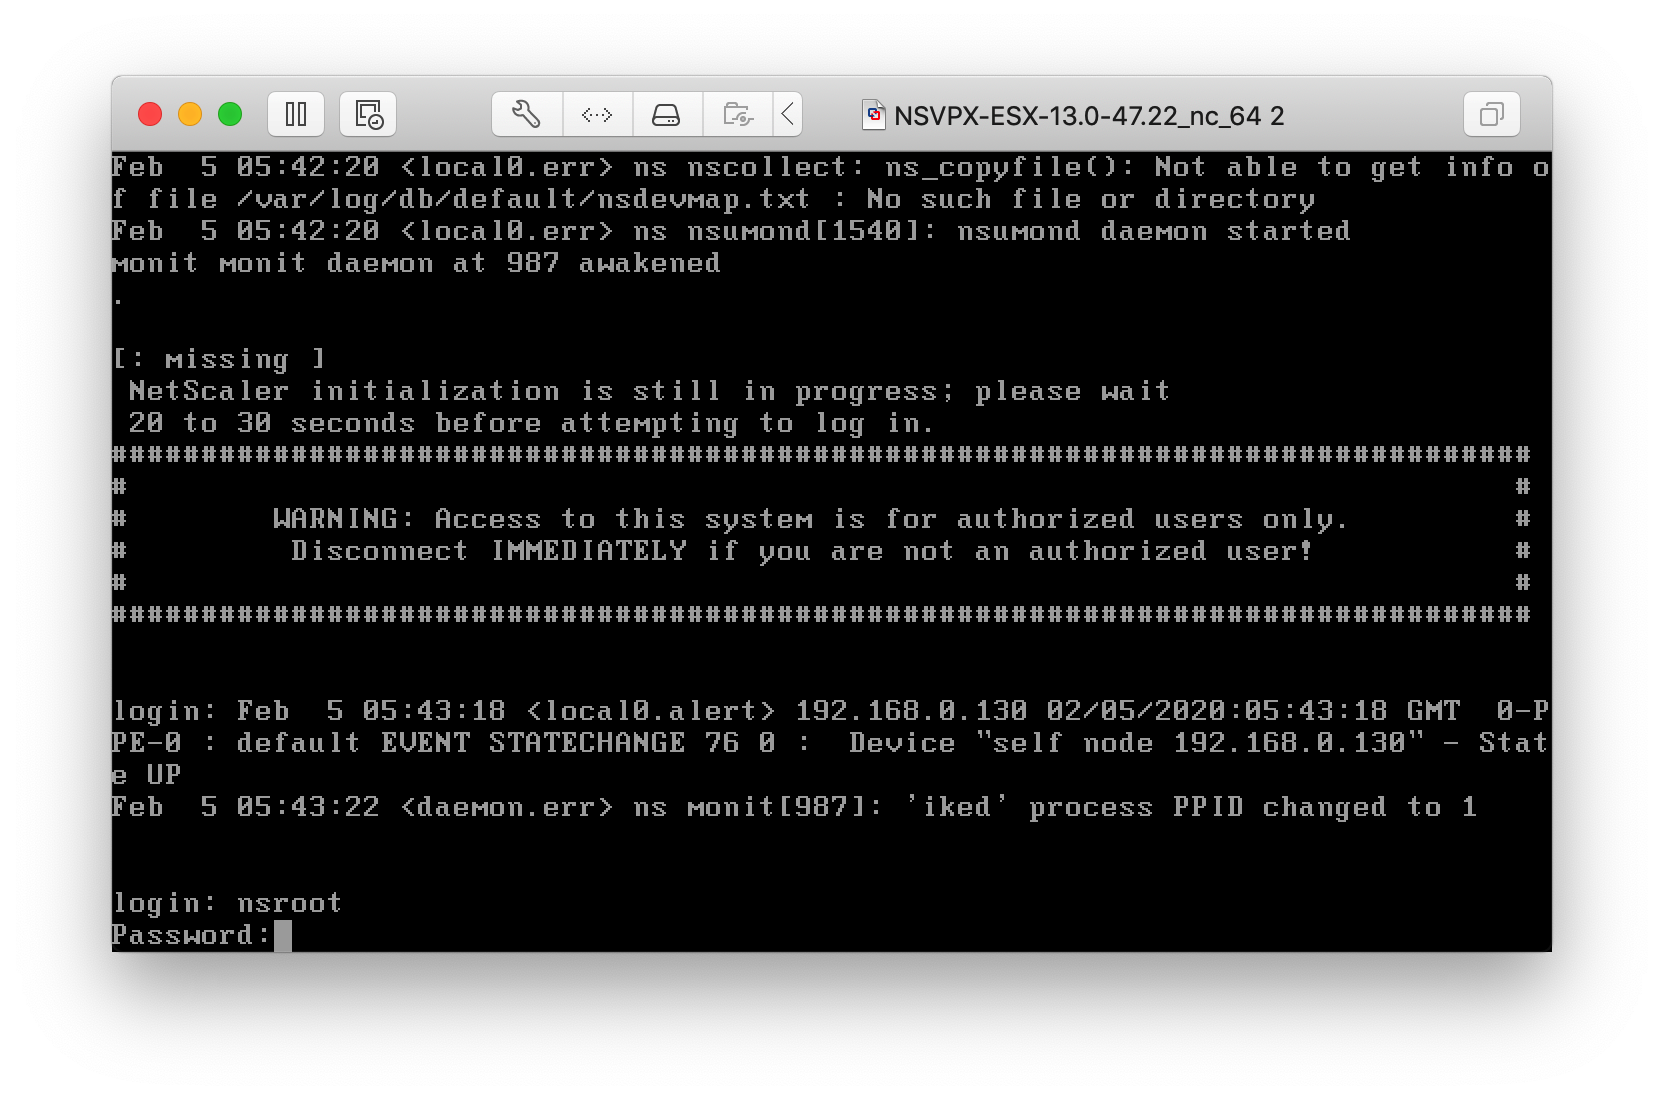 NSVPX-ESX-13.0-47.22_nc_64 2
Feb  5 05:42:20 <local0.err> ns nscollect: ns_copyfile(): Not able to get info o
f file /var/log/db/default/nsdevmap.txt : No such file or directory
Feb  5 05:42:20 <local0.err> ns nsumond[1540]: nsumond daemon started
monit monit daemon at 987 awakened
.
[: missing ]
 NetScaler initialization is still in progress; please wait
 20 to 30 seconds before attempting to log in.
###############################################################################
#                                                                             #
#        WARNING: Access to this system is for authorized users only.         #
#         Disconnect IMMEDIATELY if you are not an authorized user!           #
#                                                                             #
###############################################################################
login: Feb  5 05:43:18 <local0.alert> 192.168.0.130 02/05/2020:05:43:18 GMT  0-P
PE-0 : default EVENT STATECHANGE 76 0 :  Device "self node 192.168.0.130" - Stat
e UP
Feb  5 05:43:22 <daemon.err> ns monit[987]: 'iked' process PPID changed to 1
login: nsroot
Password: